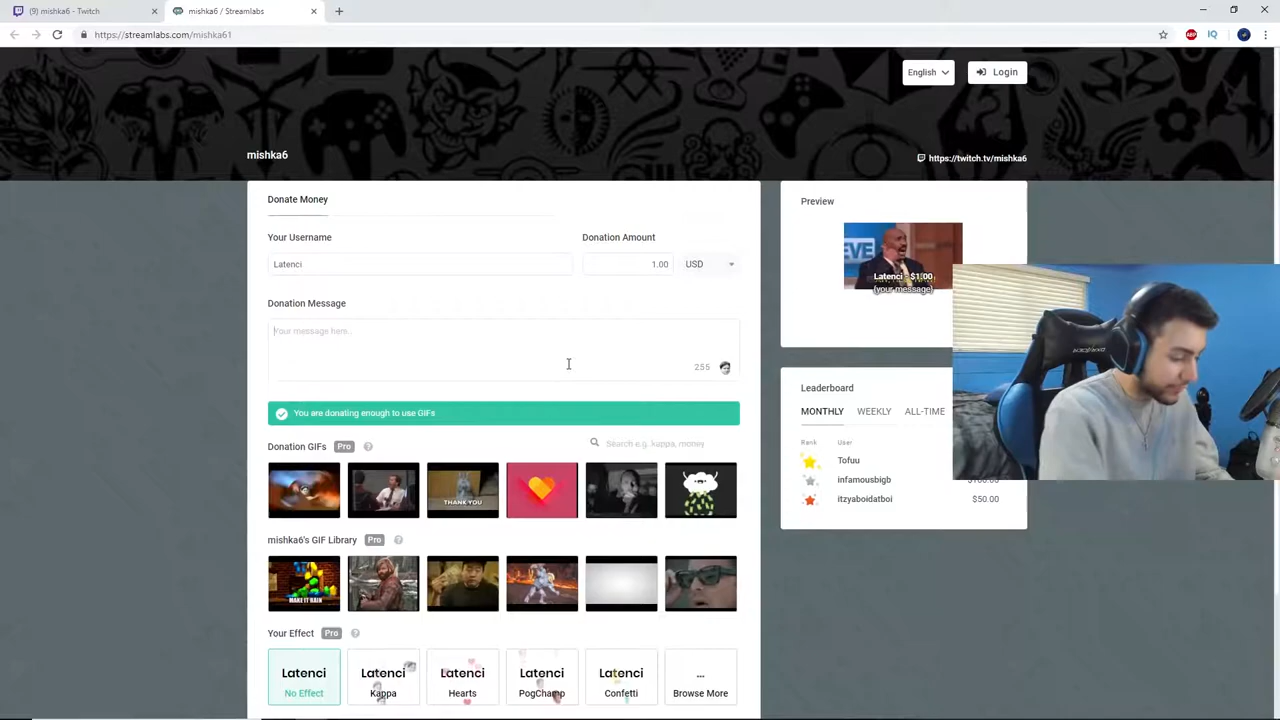 (9) mishka6 - Twitch
mishka6 / Streamlabs
https://streamlabs.com/mishka61
English
Login
mishka6
https://twitch.tv/mishka6
Donate Money
Your Username
Donation Amount
Latenci
1.00
USD
Donation Message
Your message here..
255
You are donating enough to use GIFs
Donation GIFs Pro
Search e.g. kappa, money
THANK YOU
mishka6's GIF Library Pro
MAKE IT RAIN
Your Effect Pro
Latenci
No Effect
Latenci
Kappa
Latenci
Hearts
Latenci
PogChamp
Latenci
Confetti
...
Browse More
Preview
Latenci - $1.00
(your message)
Leaderboard
MONTHLY WEEKLY ALL-TIME
Rank User
Tofuu
infamousbigb
itzyaboidatboi $50.00